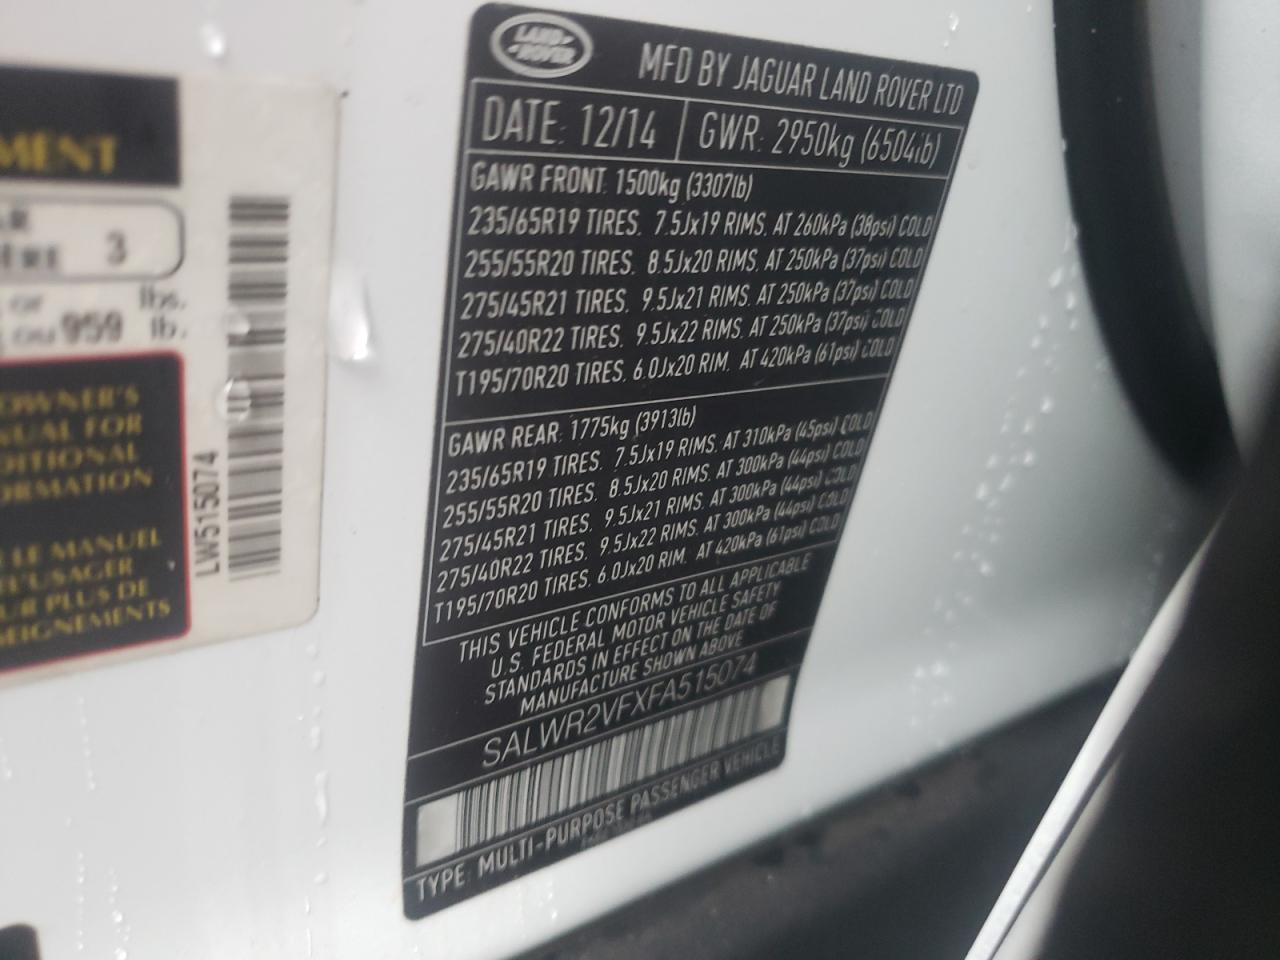 LAND-
ROVER
MFD BY JAGUAR LAND ROVER LTD
DATE: 12/14
GWR: 2950kg (6504lb)
GAWR FRONT: 1500kg (3307lb)
235/65R19 TIRES. 7.5Jx19 RIMS. AT 260kPa (38psi) COLD
255/55R20 TIRES. 8.5Jx20 RIMS. AT 250kPa (37psi) COLD
275/45R21 TIRES. 9.5Jx21 RIMS. AT 250kPa (37psi) COLD
275/40R22 TIRES. 9.5Jx22 RIMS. AT 250kPa (37psi) COLD
T195/70R20 TIRES. 6.0Jx20 RIM. AT 420kPa (61psi) COLD
GAWR REAR: 1775kg (3913lb)
235/65R19 TIRES. 7.5Jx19 RIMS. AT 310kPa (45psi) COLD
255/55R20 TIRES. 8.5Jx20 RIMS. AT 300kPa (44psi) COLD
275/45R21 TIRES. 9.5Jx21 RIMS. AT 300kPa (44psi) COLD
275/40R22 TIRES. 9.5Jx22 RIMS. AT 300kPa (44psi) COLD
T195/70R20 TIRES. 6.0Jx20 RIM. AT 420kPa (61psi) COLD
THIS VEHICLE CONFORMS TO ALL APPLICABLE
U.S. FEDERAL MOTOR VEHICLE SAFETY
STANDARDS IN EFFECT ON THE DATE OF
MANUFACTURE SHOWN ABOVE
SALWR2VFXFA515074
TYPE: MULTI-PURPOSE PASSENGER VEHICLE
MENT
AR
3
OR lbs.
OU 959 lb.
OWNER'S
NUAL FOR
DITIONAL
ORMATION
LE MANUEL
L'USAGER
UR PLUS DE
SEIGNEMENTS
LW515074